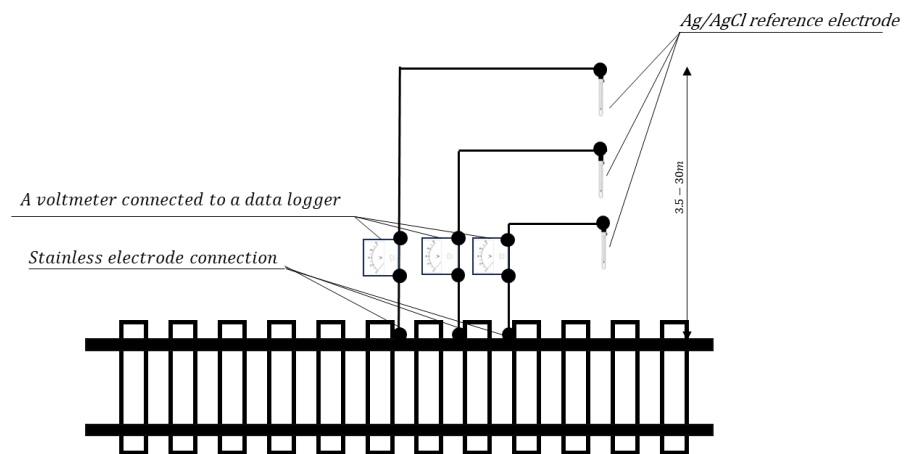 Ag/AgCl reference electrode
3.5 − 30m
A voltmeter connected to a data logger
Stainless electrode connection